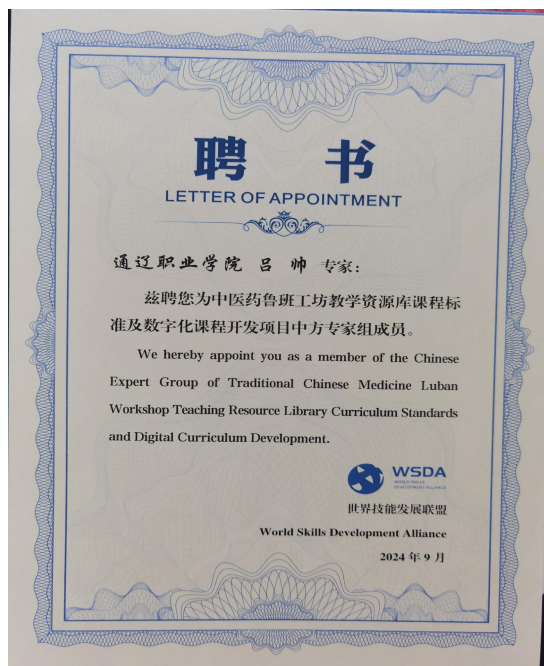 聘 书
LETTER OF APPOINTMENT
通辽职业学院 吕 帅 专家：
兹聘您为中医药鲁班工坊教学资源库课程标
准及数字化课程开发项目中方专家组成员。
We hereby appoint you as a member of the Chinese
Expert Group of Traditional Chinese Medicine Luban
Workshop Teaching Resource Library Curriculum Standards
and Digital Curriculum Development.
WSDA
WORLD SKILLS
DEVELOPMENT ALLIANCE
世界技能发展联盟
World Skills Development Alliance
2024 年 9 月